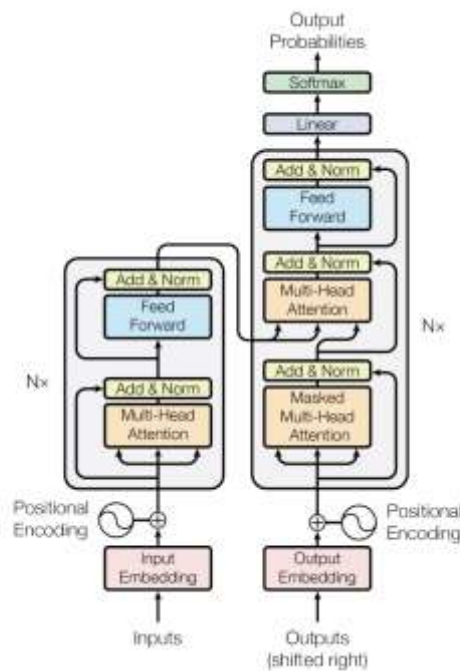 Output
Probabilities
Softmax
Linear
Add & Norm
Feed
Forward
Add & Norm
Multi-Head
Attention
Nx
Add & Norm
Masked
Multi-Head
Attention
Add & Norm
Feed
Forward
Nx
Add & Norm
Multi-Head
Attention
Positional
Encoding
Positional
Encoding
Input
Embedding
Output
Embedding
Inputs
Outputs
(shifted right)